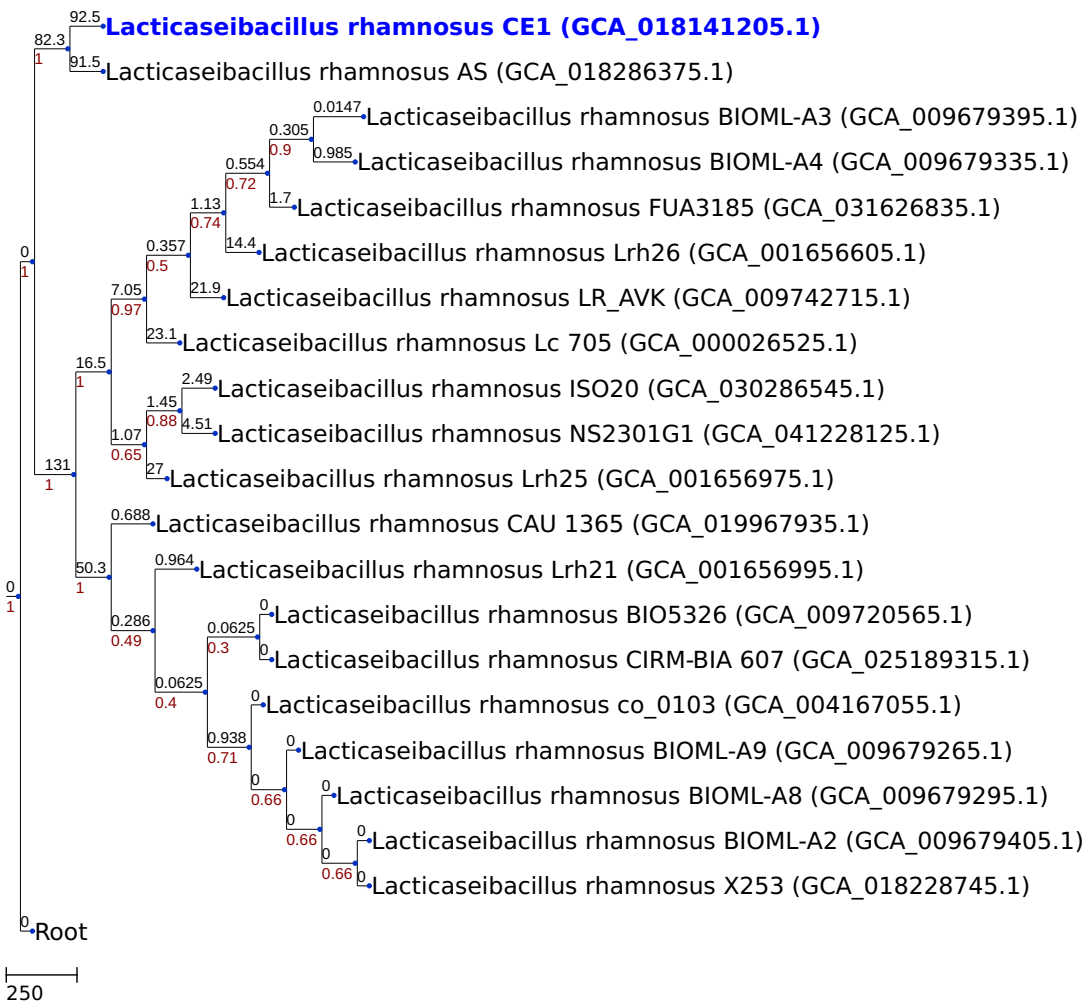 92.5
Lacticaseibacillus rhamnosus CE1 (GCA_018141205.1)
82.3
1
91.5
Lacticaseibacillus rhamnosus AS (GCA_018286375.1)
0.0147
Lacticaseibacillus rhamnosus BIOML-A3 (GCA_009679395.1)
0.305
0.9
0.985
Lacticaseibacillus rhamnosus BIOML-A4 (GCA_009679335.1)
0.554
0.72
1.7
Lacticaseibacillus rhamnosus FUA3185 (GCA_031626835.1)
1.13
0.74
14.4
Lacticaseibacillus rhamnosus Lrh26 (GCA_001656605.1)
0.357
0.5
0
1
21.9
Lacticaseibacillus rhamnosus LR_AVK (GCA_009742715.1)
7.05
0.97
23.1
Lacticaseibacillus rhamnosus Lc 705 (GCA_000026525.1)
16.5
1
2.49
Lacticaseibacillus rhamnosus ISO20 (GCA_030286545.1)
1.45
0.88
4.51
Lacticaseibacillus rhamnosus NS2301G1 (GCA_041228125.1)
1.07
0.65
131
1
27
Lacticaseibacillus rhamnosus Lrh25 (GCA_001656975.1)
0.688
Lacticaseibacillus rhamnosus CAU 1365 (GCA_019967935.1)
50.3
1
0.964
Lacticaseibacillus rhamnosus Lrh21 (GCA_001656995.1)
0
1
0.286
0.49
0
Lacticaseibacillus rhamnosus BIO5326 (GCA_009720565.1)
0.0625
0.3
0
Lacticaseibacillus rhamnosus CIRM-BIA 607 (GCA_025189315.1)
0.0625
0.4
0
Lacticaseibacillus rhamnosus co_0103 (GCA_004167055.1)
0.938
0.71
0
Lacticaseibacillus rhamnosus BIOML-A9 (GCA_009679265.1)
0
0.66
0
Lacticaseibacillus rhamnosus BIOML-A8 (GCA_009679295.1)
0
0.66
0
Lacticaseibacillus rhamnosus BIOML-A2 (GCA_009679405.1)
0
0.66
0
Lacticaseibacillus rhamnosus X253 (GCA_018228745.1)
0
Root
250